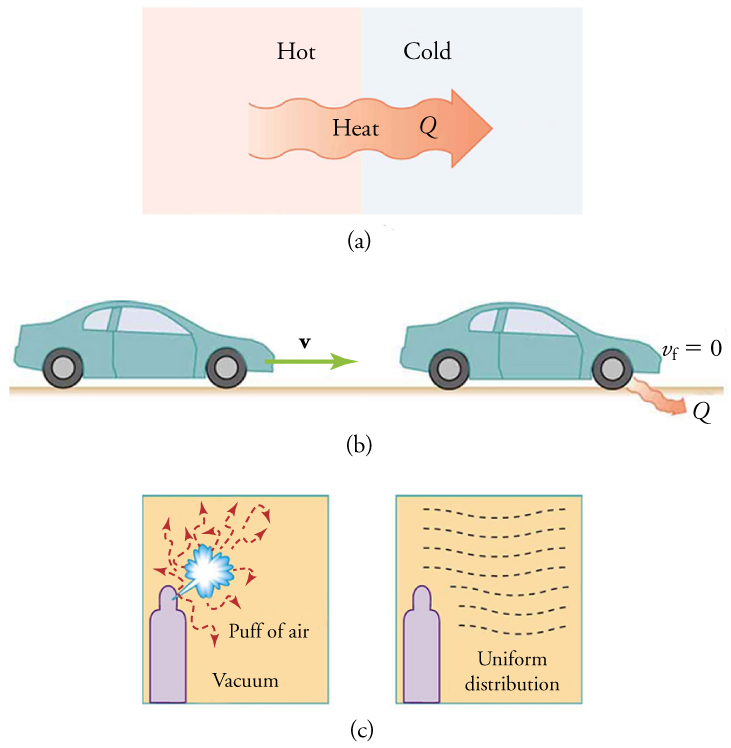 Hot Cold
Heat Q
(a)
v
v_f = 0
Q
(b)
Puff of air
Vacuum
Uniform
distribution
(c)